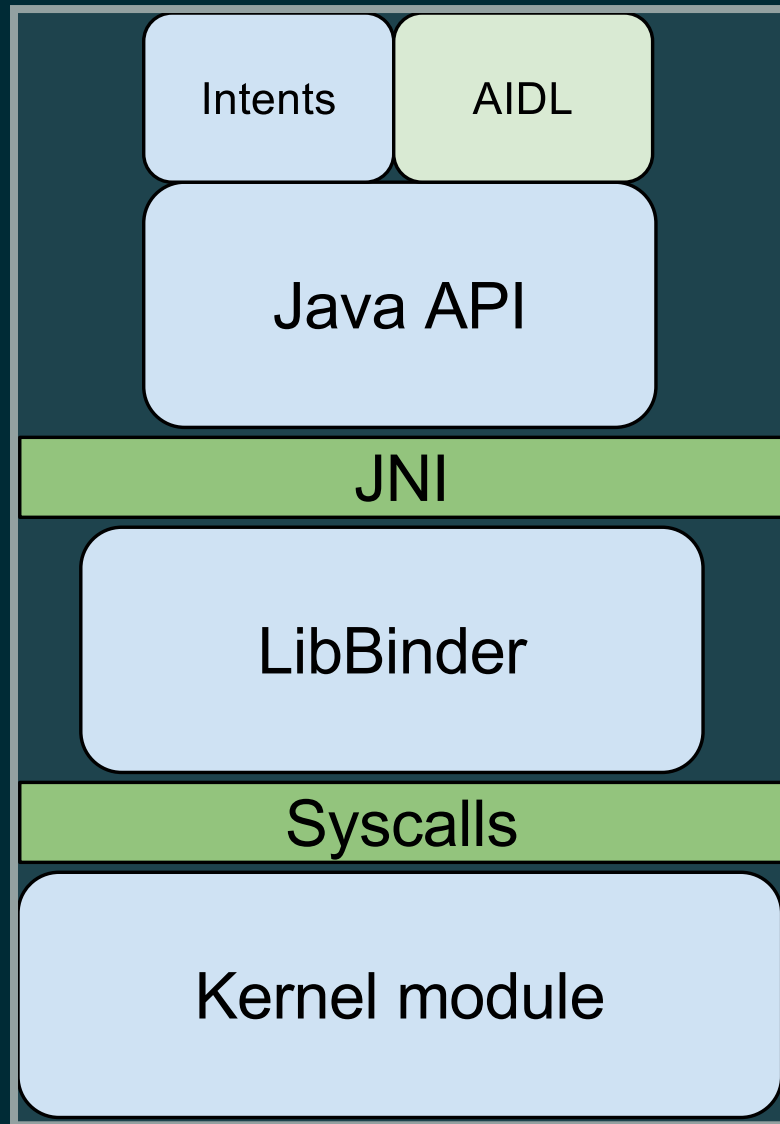 Intents
AIDL
Java API
JNI
LibBinder
Syscalls
Kernel module